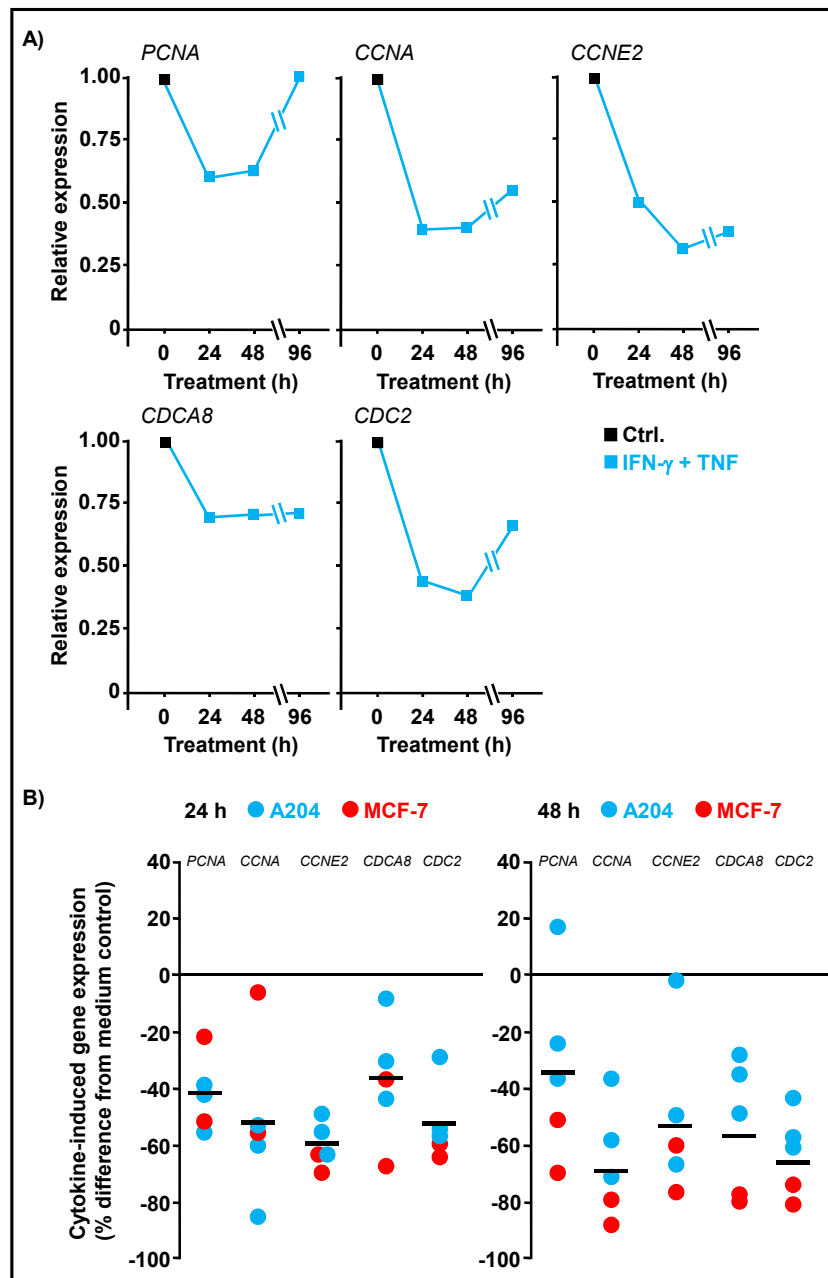 A)
PCNA CCNA CCNE2
1.00
0.75
0.50
0.25
0
Relative expression
0 24 48 96 0 24 48 96 0 24 48 96
Treatment (h) Treatment (h) Treatment (h)
CDCA8 CDC2
1.00
0.75
0.50
0.25
0
Relative expression
0 24 48 96 0 24 48 96
Treatment (h) Treatment (h)
Ctrl.
IFN-γ + TNF
B)
24 h A204 MCF-7 48 h A204 MCF-7
PCNA CCNA CCNE2 CDCA8 CDC2 PCNA CCNA CCNE2 CDCA8 CDC2
Cytokine-induced gene expression
(% difference from medium control)
40 40
20 20
0 0
-20 -20
-40 -40
-60 -60
-80 -80
-100 -100